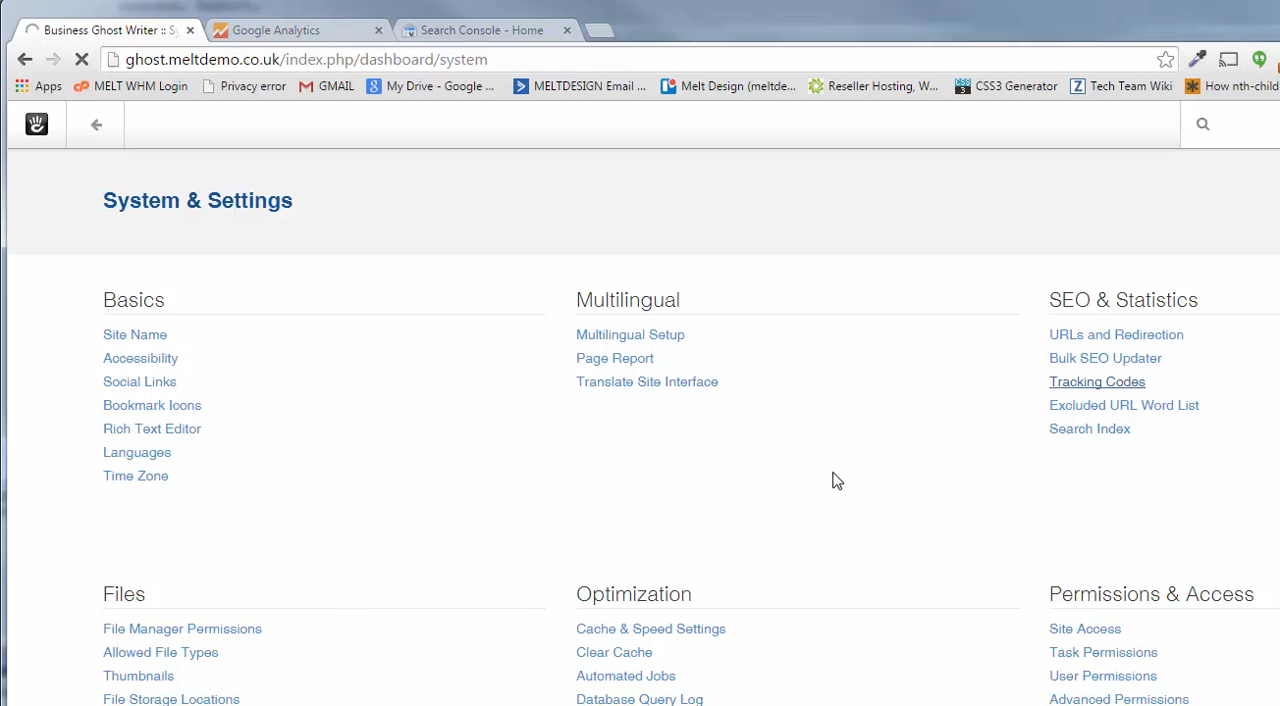 Business Ghost Writer :: Sy
Google Analytics
Search Console - Home
ghost.meltdemo.co.uk/index.php/dashboard/system
Apps
MELT WHM Login
Privacy error
GMAIL
My Drive - Google ...
MELTDESIGN Email ...
Melt Design (meltde...
Reseller Hosting, W...
CSS3 Generator
Tech Team Wiki
How nth-child
System & Settings
Basics
Site Name
Accessibility
Social Links
Bookmark Icons
Rich Text Editor
Languages
Time Zone
Multilingual
Multilingual Setup
Page Report
Translate Site Interface
SEO & Statistics
URLs and Redirection
Bulk SEO Updater
Tracking Codes
Excluded URL Word List
Search Index
Files
File Manager Permissions
Allowed File Types
Thumbnails
File Storage Locations
Optimization
Cache & Speed Settings
Clear Cache
Automated Jobs
Database Query Log
Permissions & Access
Site Access
Task Permissions
User Permissions
Advanced Permissions